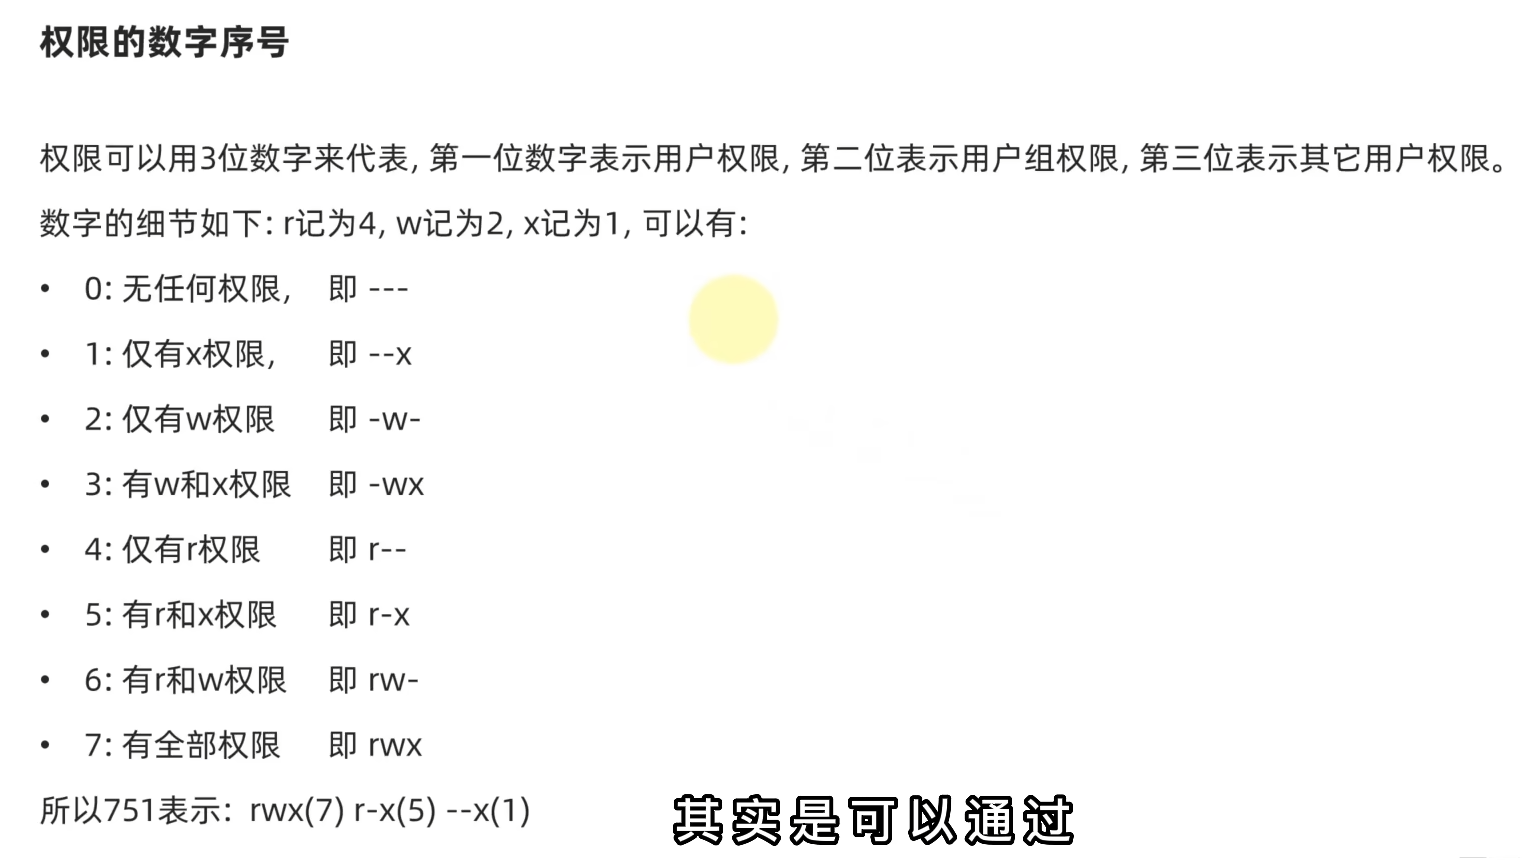 权限的数字序号
权限可以用3位数字来代表, 第一位数字表示用户权限, 第二位表示用户组权限, 第三位表示其它用户权限。
数字的细节如下: r记为4, w记为2, x记为1, 可以有:
• 0: 无任何权限, 即 ---
• 1: 仅有x权限, 即 --x
• 2: 仅有w权限 即 -w-
• 3: 有w和x权限 即 -wx
• 4: 仅有r权限 即 r--
• 5: 有r和x权限 即 r-x
• 6: 有r和w权限 即 rw-
• 7: 有全部权限 即 rwx
所以751表示: rwx(7) r-x(5) --x(1)
其实是可以通过